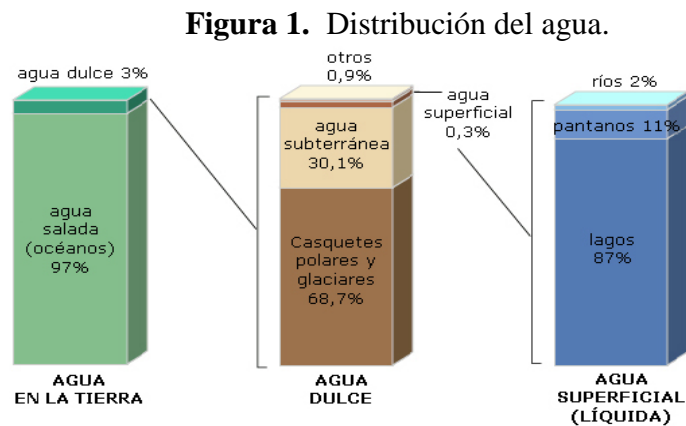 Figura 1. Distribución del agua.
agua dulce 3%
agua
salada
(océanos)
97%
AGUA
EN LA TIERRA
otros
0,9%
agua
superficial
0,3%
agua
subterránea
30,1%
Casquetes
polares y
glaciares
68,7%
AGUA
DULCE
ríos 2%
pantanos 11%
lagos
87%
AGUA
SUPERFICIAL
(LÍQUIDA)